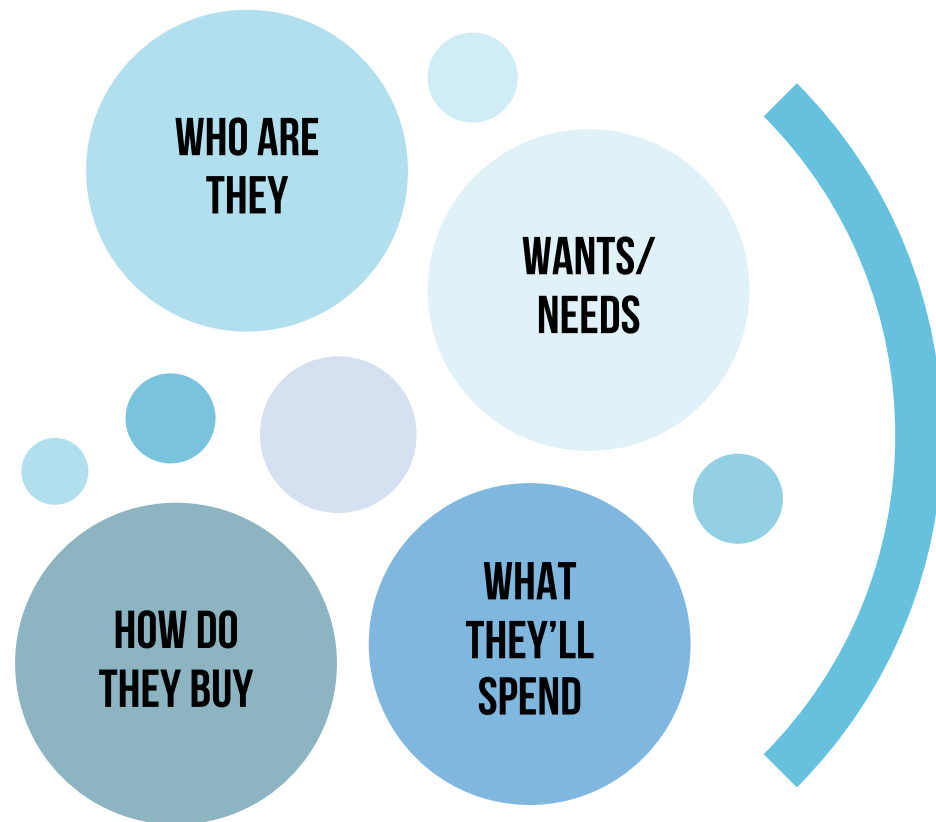 WHO ARE
THEY
WANTS/
NEEDS
HOW DO
THEY BUY
WHAT
THEY’LL
SPEND